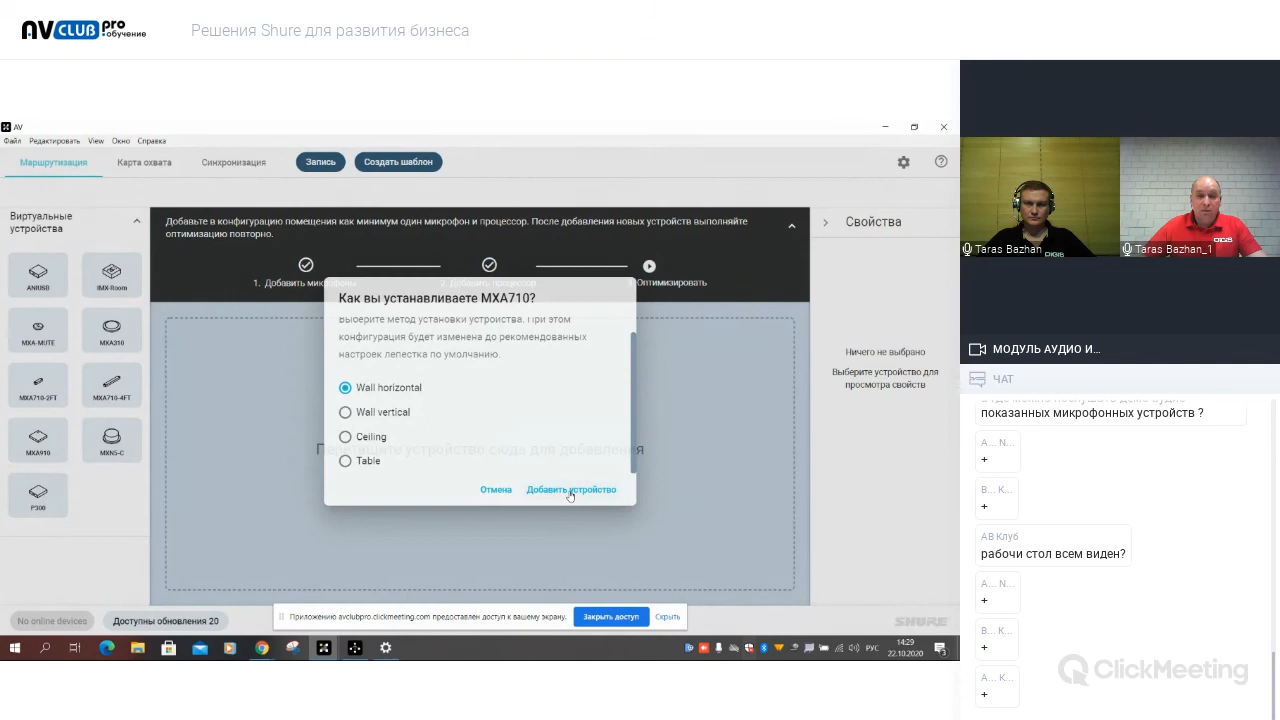 AVCLUB.pro
.обучение
Решения Shure для развития бизнеса
AV
Файл Редактировать View Окно Справка
Маршрутизация Карта охвата Синхронизация Запись Создать шаблон
Виртуальные
устройства
ANIUSB IMX-Room
MXA-MUTE MXA310
MXA710-2FT MXA710-4FT
MXA910 MXN5-C
P300
Добавьте в конфигурацию помещения как минимум один микрофон и процессор. После добавления новых устройств выполняйте
оптимизацию повторно.
1. Добавить микрофоны 2. Добавить процессор Оптимизировать
Как вы устанавливаете MXA710?
Выберите метод установки устройства. При этом
конфигурация будет изменена до рекомендованных
настроек лепестка по умолчанию.
Wall horizontal
Wall vertical
Ceiling
Перетащите устройство сюда для добавления
Table
Отмена Добавить устройство
Свойства
Ничего не выбрано
Выберите устройство для
просмотра свойств
No online devices Доступны обновления 20
Приложению avclubpro.clickmeeting.com предоставлен доступ к вашему экрану. Закрыть доступ Скрыть
SHURE
РУС 14:29
22.10.2020
3
Taras Bazhan Taras Bazhan_1
DIGIS
МОДУЛЬ АУДИО И...
ЧАТ
показанных микрофонных устройств ?
A... N...
+
B... K...
+
АВ Клуб
рабочи стол всем виден?
A... N...
+
B... K...
+
A... K...
+
ClickMeeting